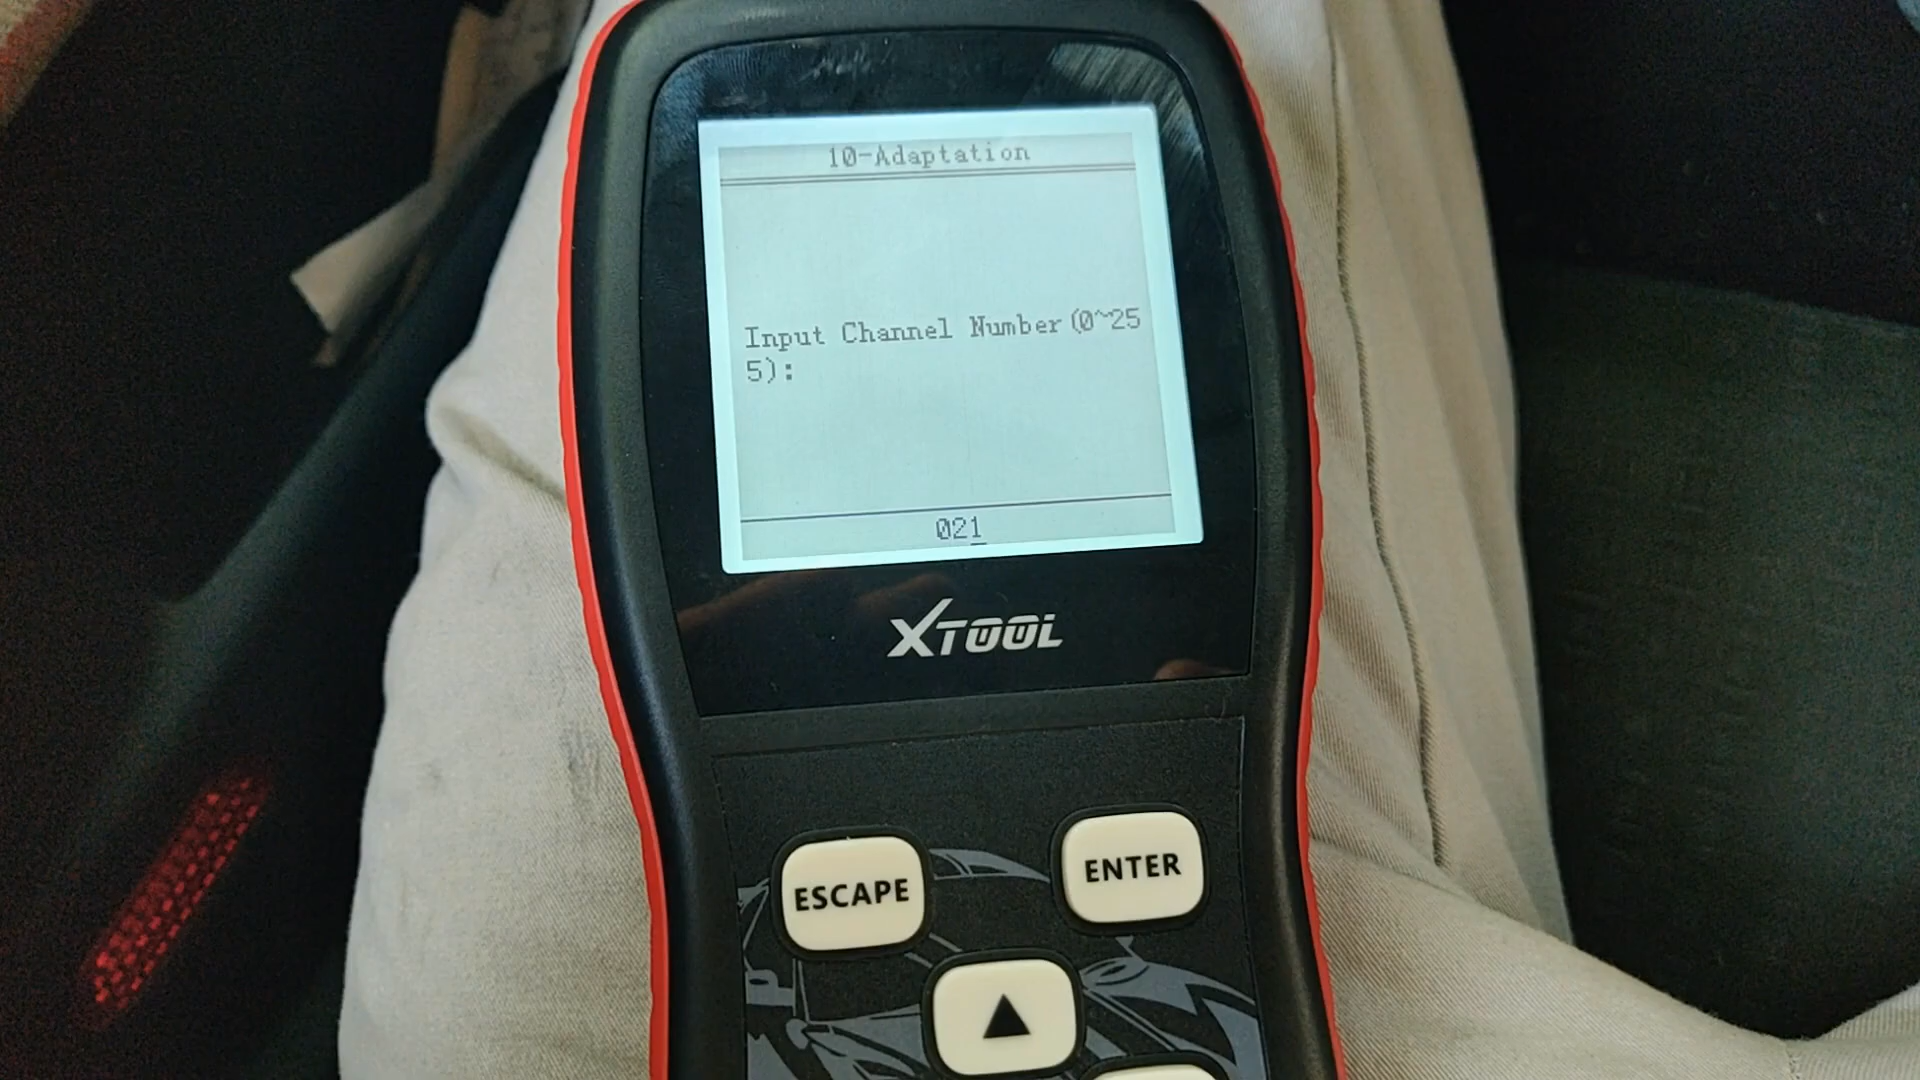 10-Adaptation
Input Channel Number(0~25
5):
021
XTOOL
ESCAPE
ENTER